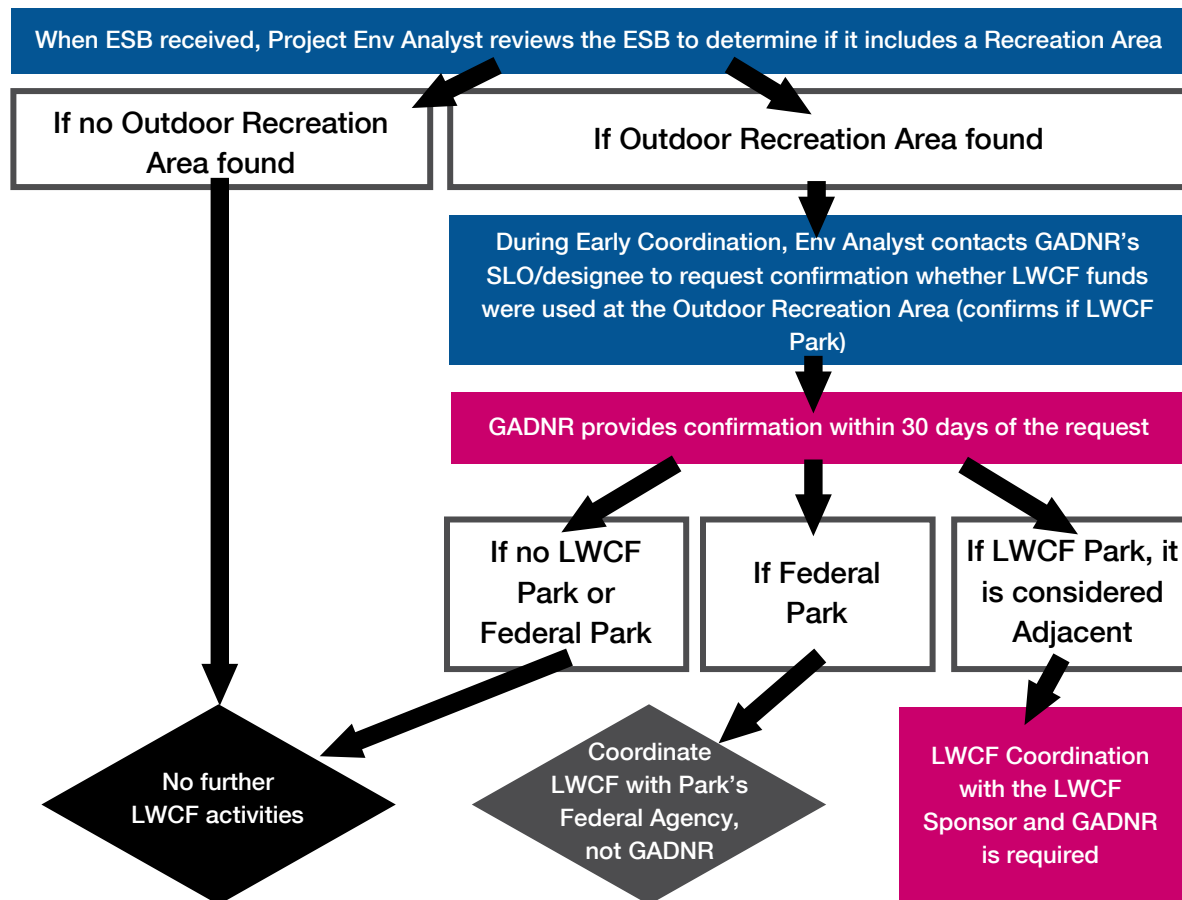 When ESB received, Project Env Analyst reviews the ESB to determine if it includes a Recreation Area
If no Outdoor Recreation
Area found
If Outdoor Recreation Area found
During Early Coordination, Env Analyst contacts GADNR’s
SLO/designee to request confirmation whether LWCF funds
were used at the Outdoor Recreation Area (confirms if LWCF
Park)
GADNR provides confirmation within 30 days of the request
If no LWCF
Park or
Federal Park
If Federal
Park
If LWCF Park, it
is considered
Adjacent
No further
LWCF activities
Coordinate
LWCF with Park’s
Federal Agency,
not GADNR
LWCF Coordination
with the LWCF
Sponsor and GADNR
is required